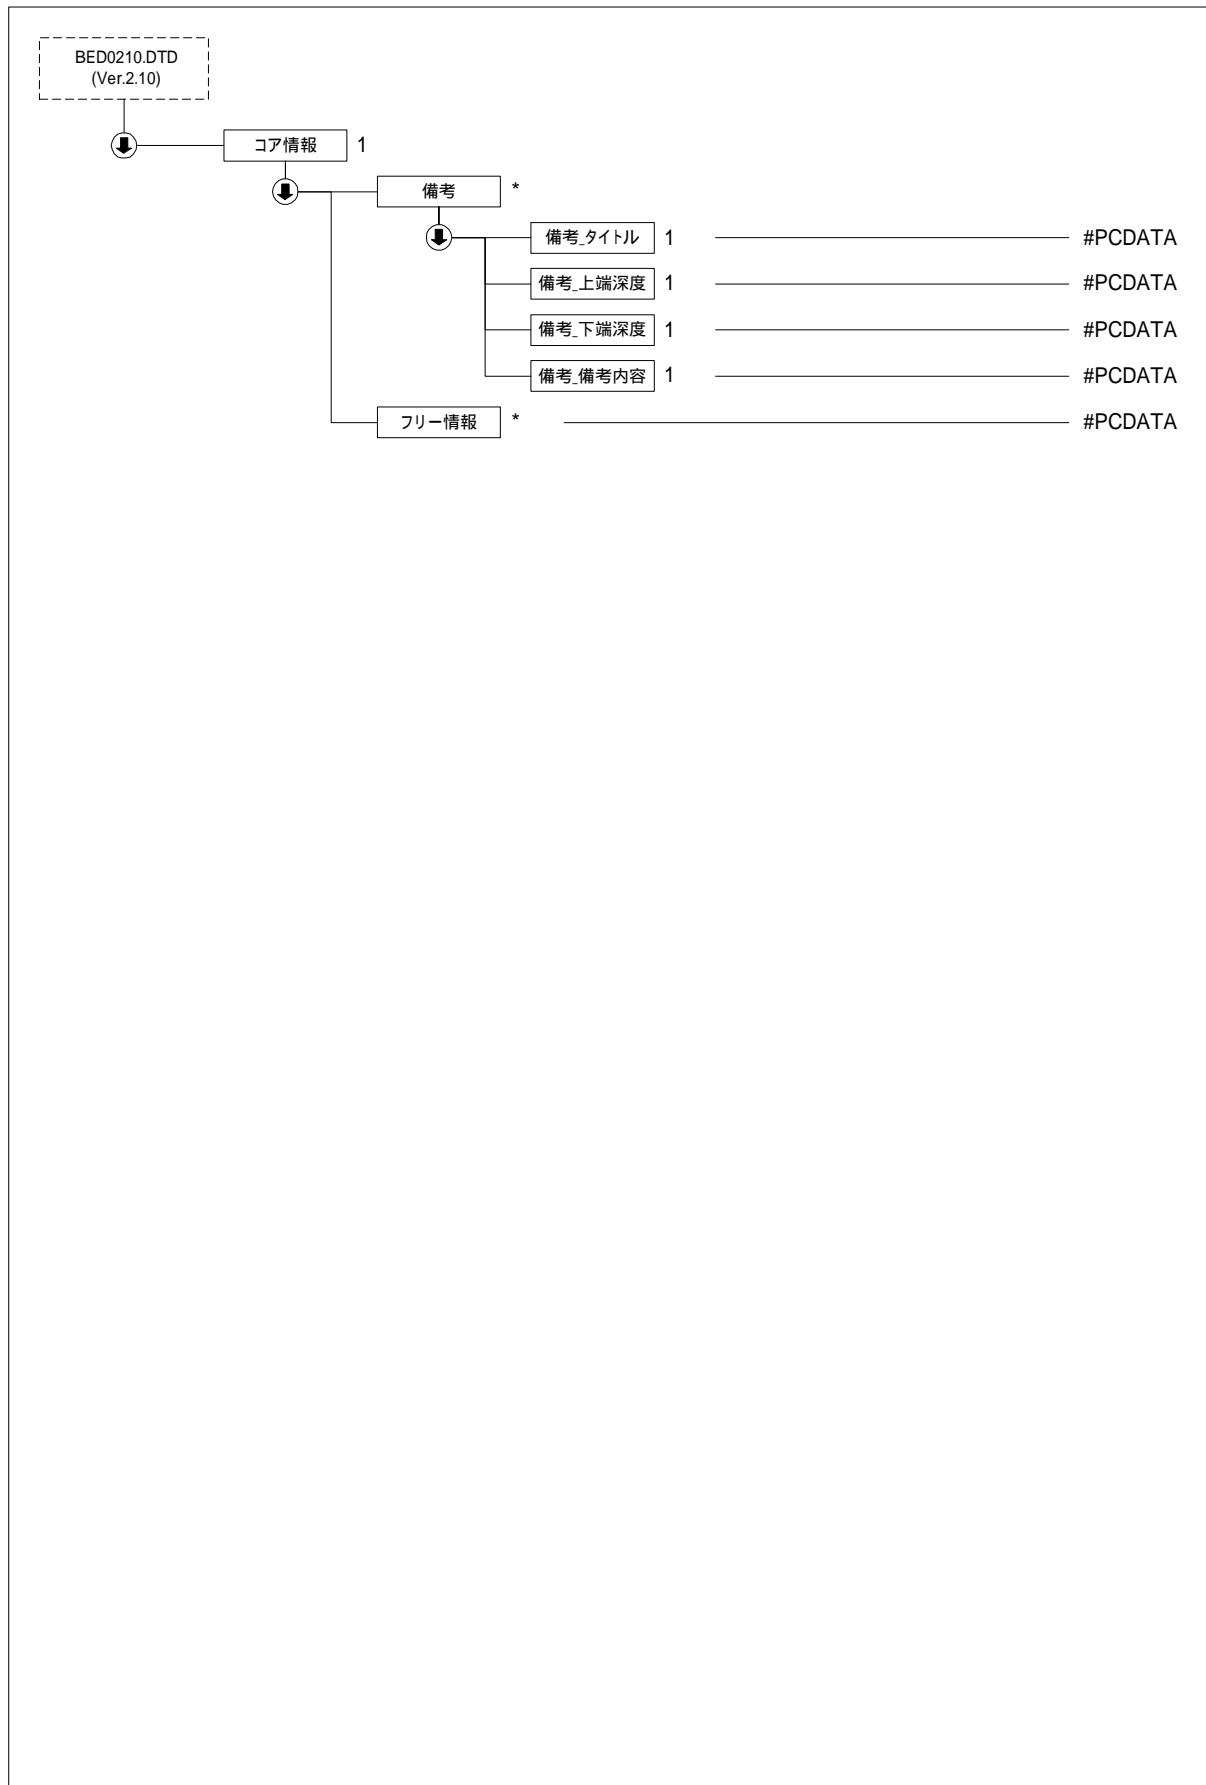 BED0210.DTD
(Ver.2.10)
コア情報 1
備考 *
備考_タイトル 1 #PCDATA
備考_上端深度 1 #PCDATA
備考_下端深度 1 #PCDATA
備考_備考内容 1 #PCDATA
フリー情報 * #PCDATA